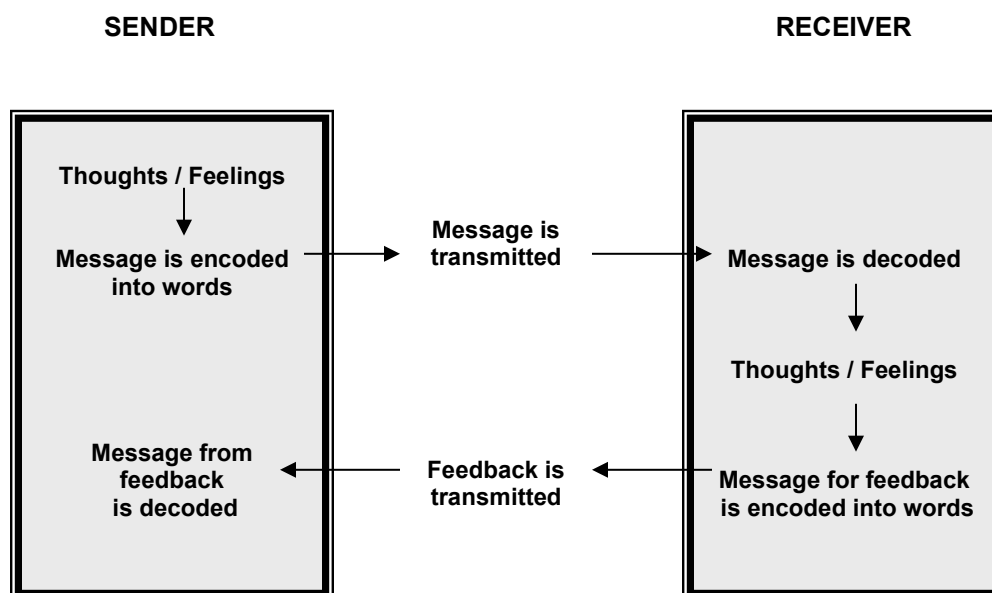 SENDER
RECEIVER
Thoughts / Feelings
Message is encoded
into words
Message is
transmitted
Message is decoded
Thoughts / Feelings
Message for feedback
is encoded into words
Feedback is
transmitted
Message from
feedback
is decoded